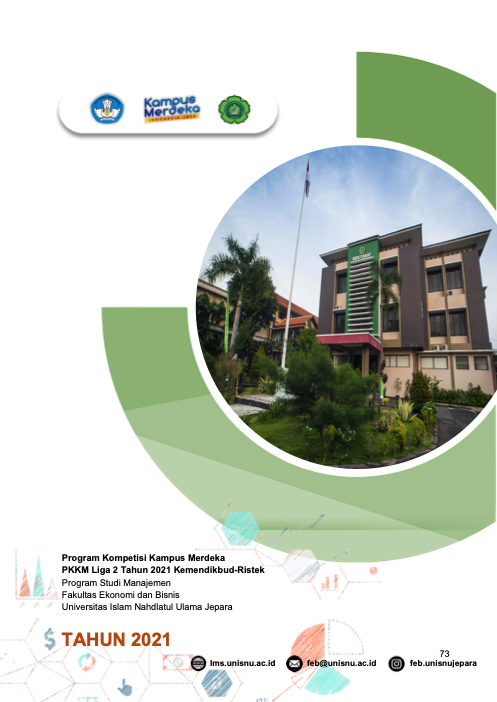 Kampus
Merdeka
INDONESIA JAYA
REKTORAT
Program Kompetisi Kampus Merdeka
PKKM Liga 2 Tahun 2021 Kemendikbud-Ristek
Program Studi Manajemen
Fakultas Ekonomi dan Bisnis
Universitas Islam Nahdlatul Ulama Jepara
TAHUN 2021
73
lms.unisnu.ac.id
feb@unisnu.ac.id
feb.unisnujepara